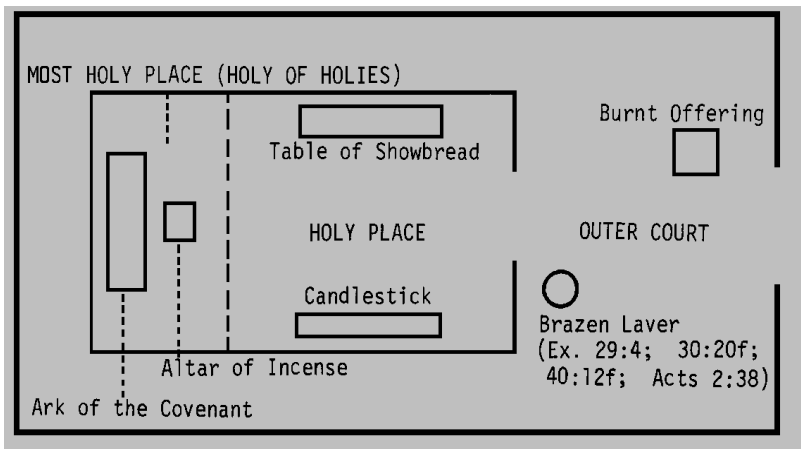 MOST HOLY PLACE (HOLY OF HOLIES)
Burnt Offering
Table of Showbread
HOLY PLACE
OUTER COURT
Candlestick
Brazen Laver
(Ex. 29:4; 30:20f;
40:12f; Acts 2:38)
Altar of Incense
Ark of the Covenant